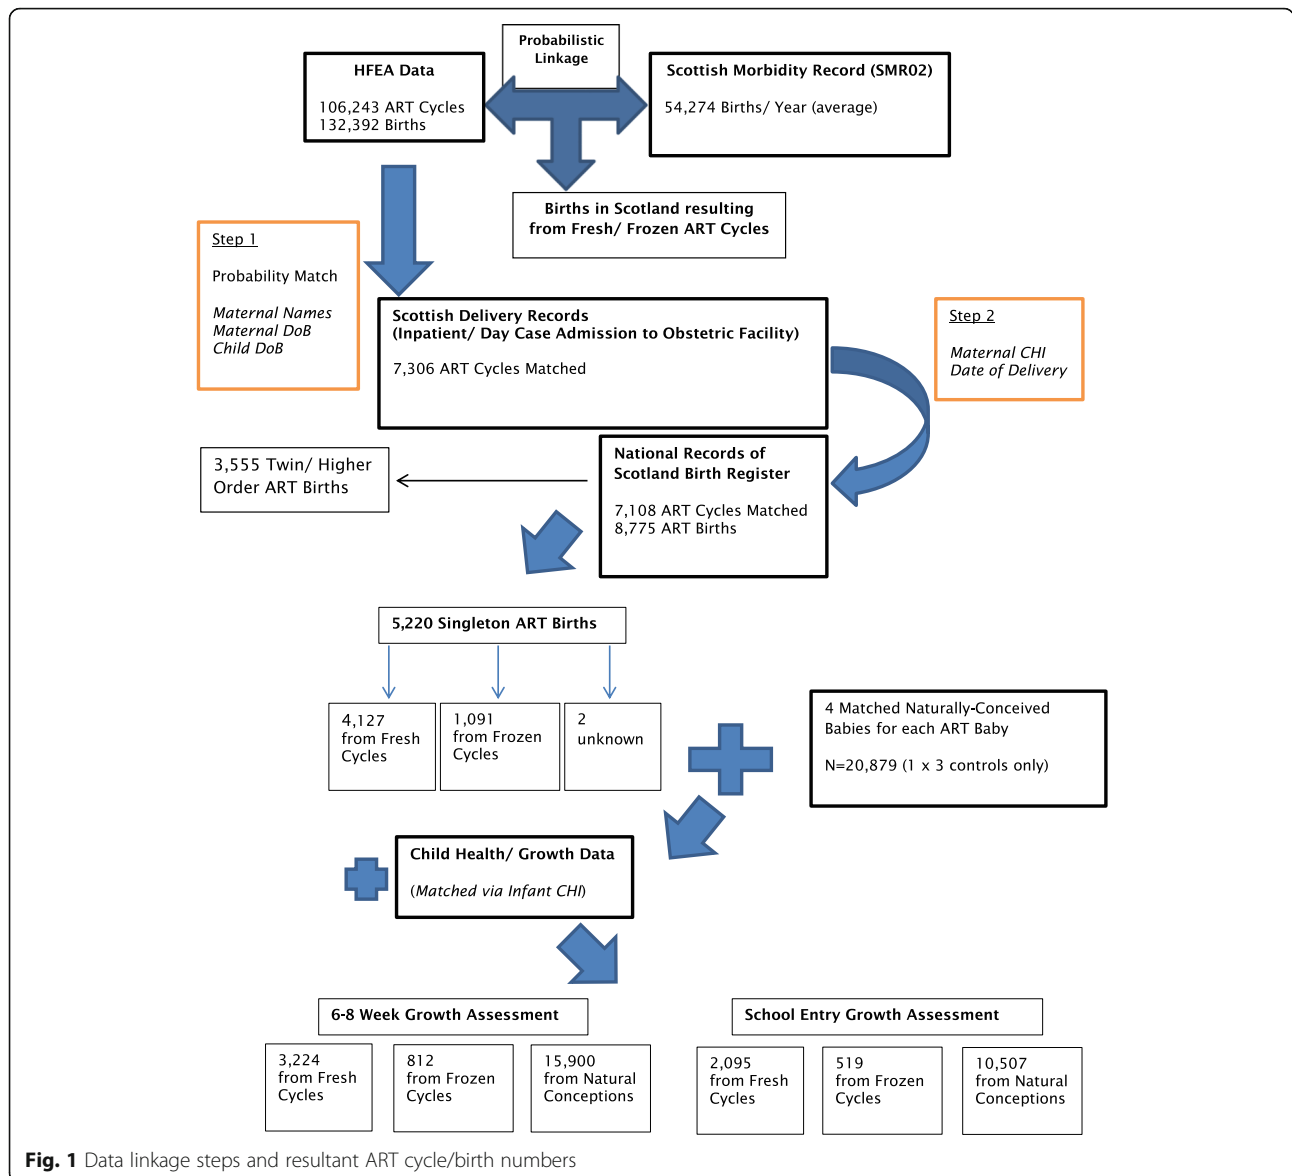 Probabilistic
Linkage
HFEA Data
106,243 ART Cycles
132,392 Births
Scottish Morbidity Record (SMR02)
54,274 Births/ Year (average)
Births in Scotland resulting
from Fresh/ Frozen ART Cycles
Step 1
Probability Match
Maternal Names
Maternal DoB
Child DoB
Scottish Delivery Records
(Inpatient/ Day Case Admission to Obstetric Facility)
7,306 ART Cycles Matched
Step 2
Maternal CHI
Date of Delivery
National Records of
Scotland Birth Register
7,108 ART Cycles Matched
8,775 ART Births
3,555 Twin/ Higher
Order ART Births
5,220 Singleton ART Births
4,127
from Fresh
Cycles
1,091
from Frozen
Cycles
2
unknown
4 Matched Naturally-Conceived
Babies for each ART Baby
N=20,879 (1 x 3 controls only)
Child Health/ Growth Data
(Matched via Infant CHI)
6-8 Week Growth Assessment
3,224
from Fresh
Cycles
812
from Frozen
Cycles
15,900
from Natural
Conceptions
School Entry Growth Assessment
2,095
from Fresh
Cycles
519
from Frozen
Cycles
10,507
from Natural
Conceptions
Fig. 1 Data linkage steps and resultant ART cycle/birth numbers